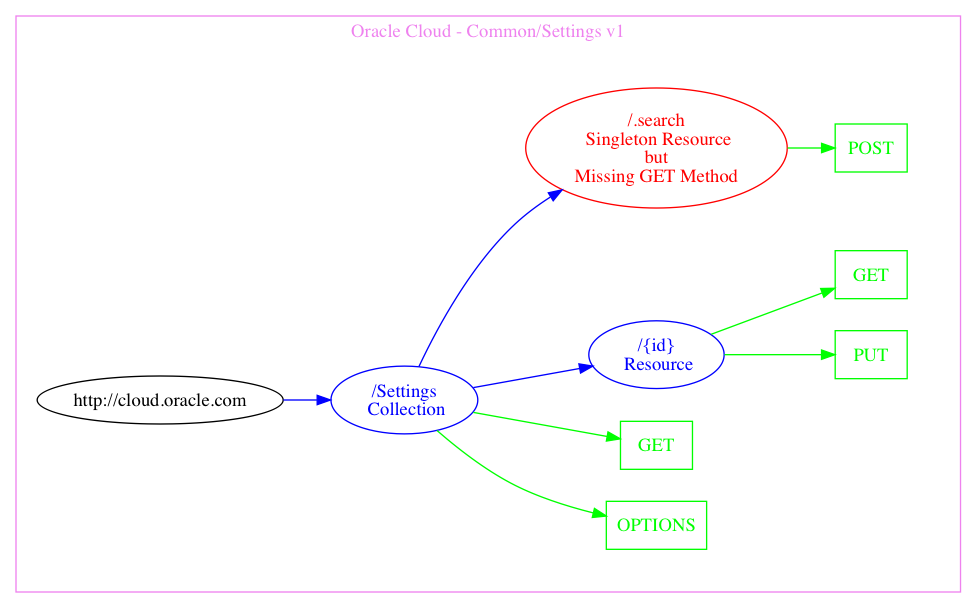 Oracle Cloud - Common/Settings v1
/.search
Singleton Resource
but
Missing GET Method
POST
GET
/{id}
Resource
PUT
http://cloud.oracle.com
/Settings
Collection
GET
OPTIONS